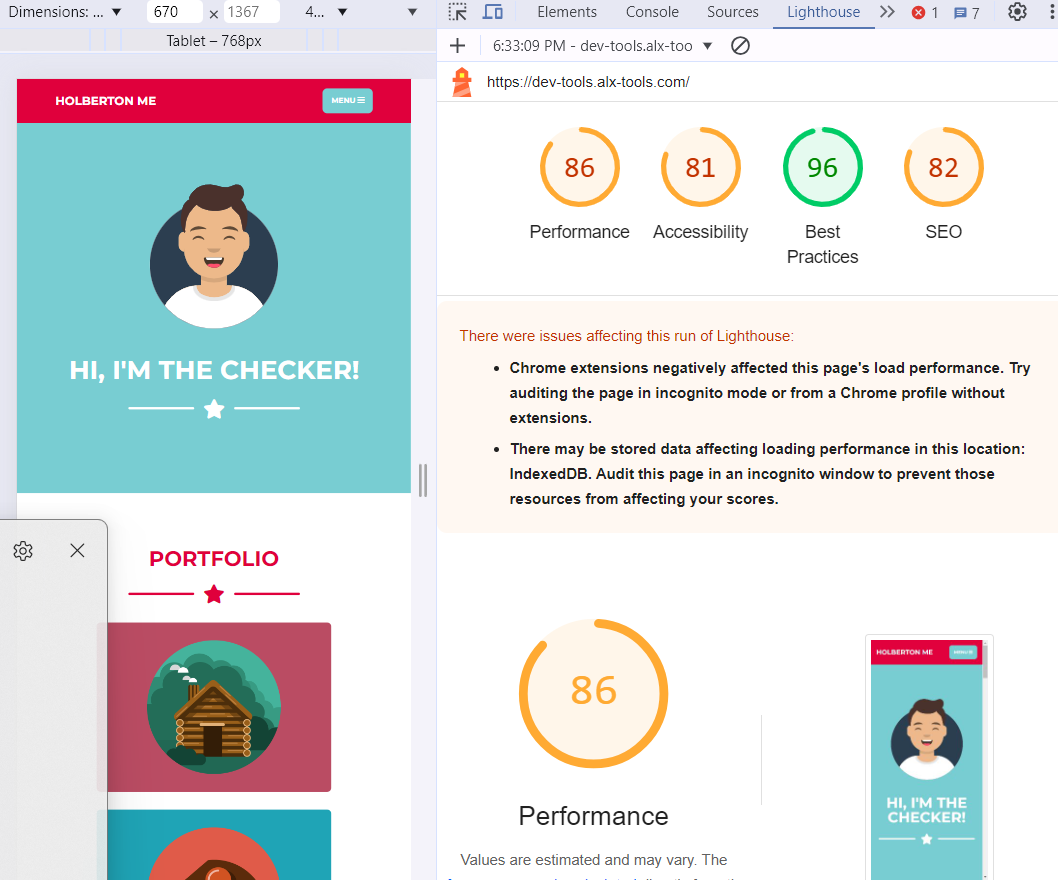 Dimensions: ... 670 × 1367 4...
Elements Console Sources Lighthouse 1 7
Tablet – 768px
6:33:09 PM - dev-tools.alx-too
https://dev-tools.alx-tools.com/
HOLBERTON ME
MENU
HI, I'M THE CHECKER!
PORTFOLIO
86 81 96 82
Performance Accessibility Best SEO
Practices
There were issues affecting this run of Lighthouse:
• Chrome extensions negatively affected this page's load performance. Try
auditing the page in incognito mode or from a Chrome profile without
extensions.
• There may be stored data affecting loading performance in this location:
IndexedDB. Audit this page in an incognito window to prevent those
resources from affecting your scores.
86
Performance
Values are estimated and may vary. The
HOLBERTON ME
MENU
HI, I'M THE
CHECKER!